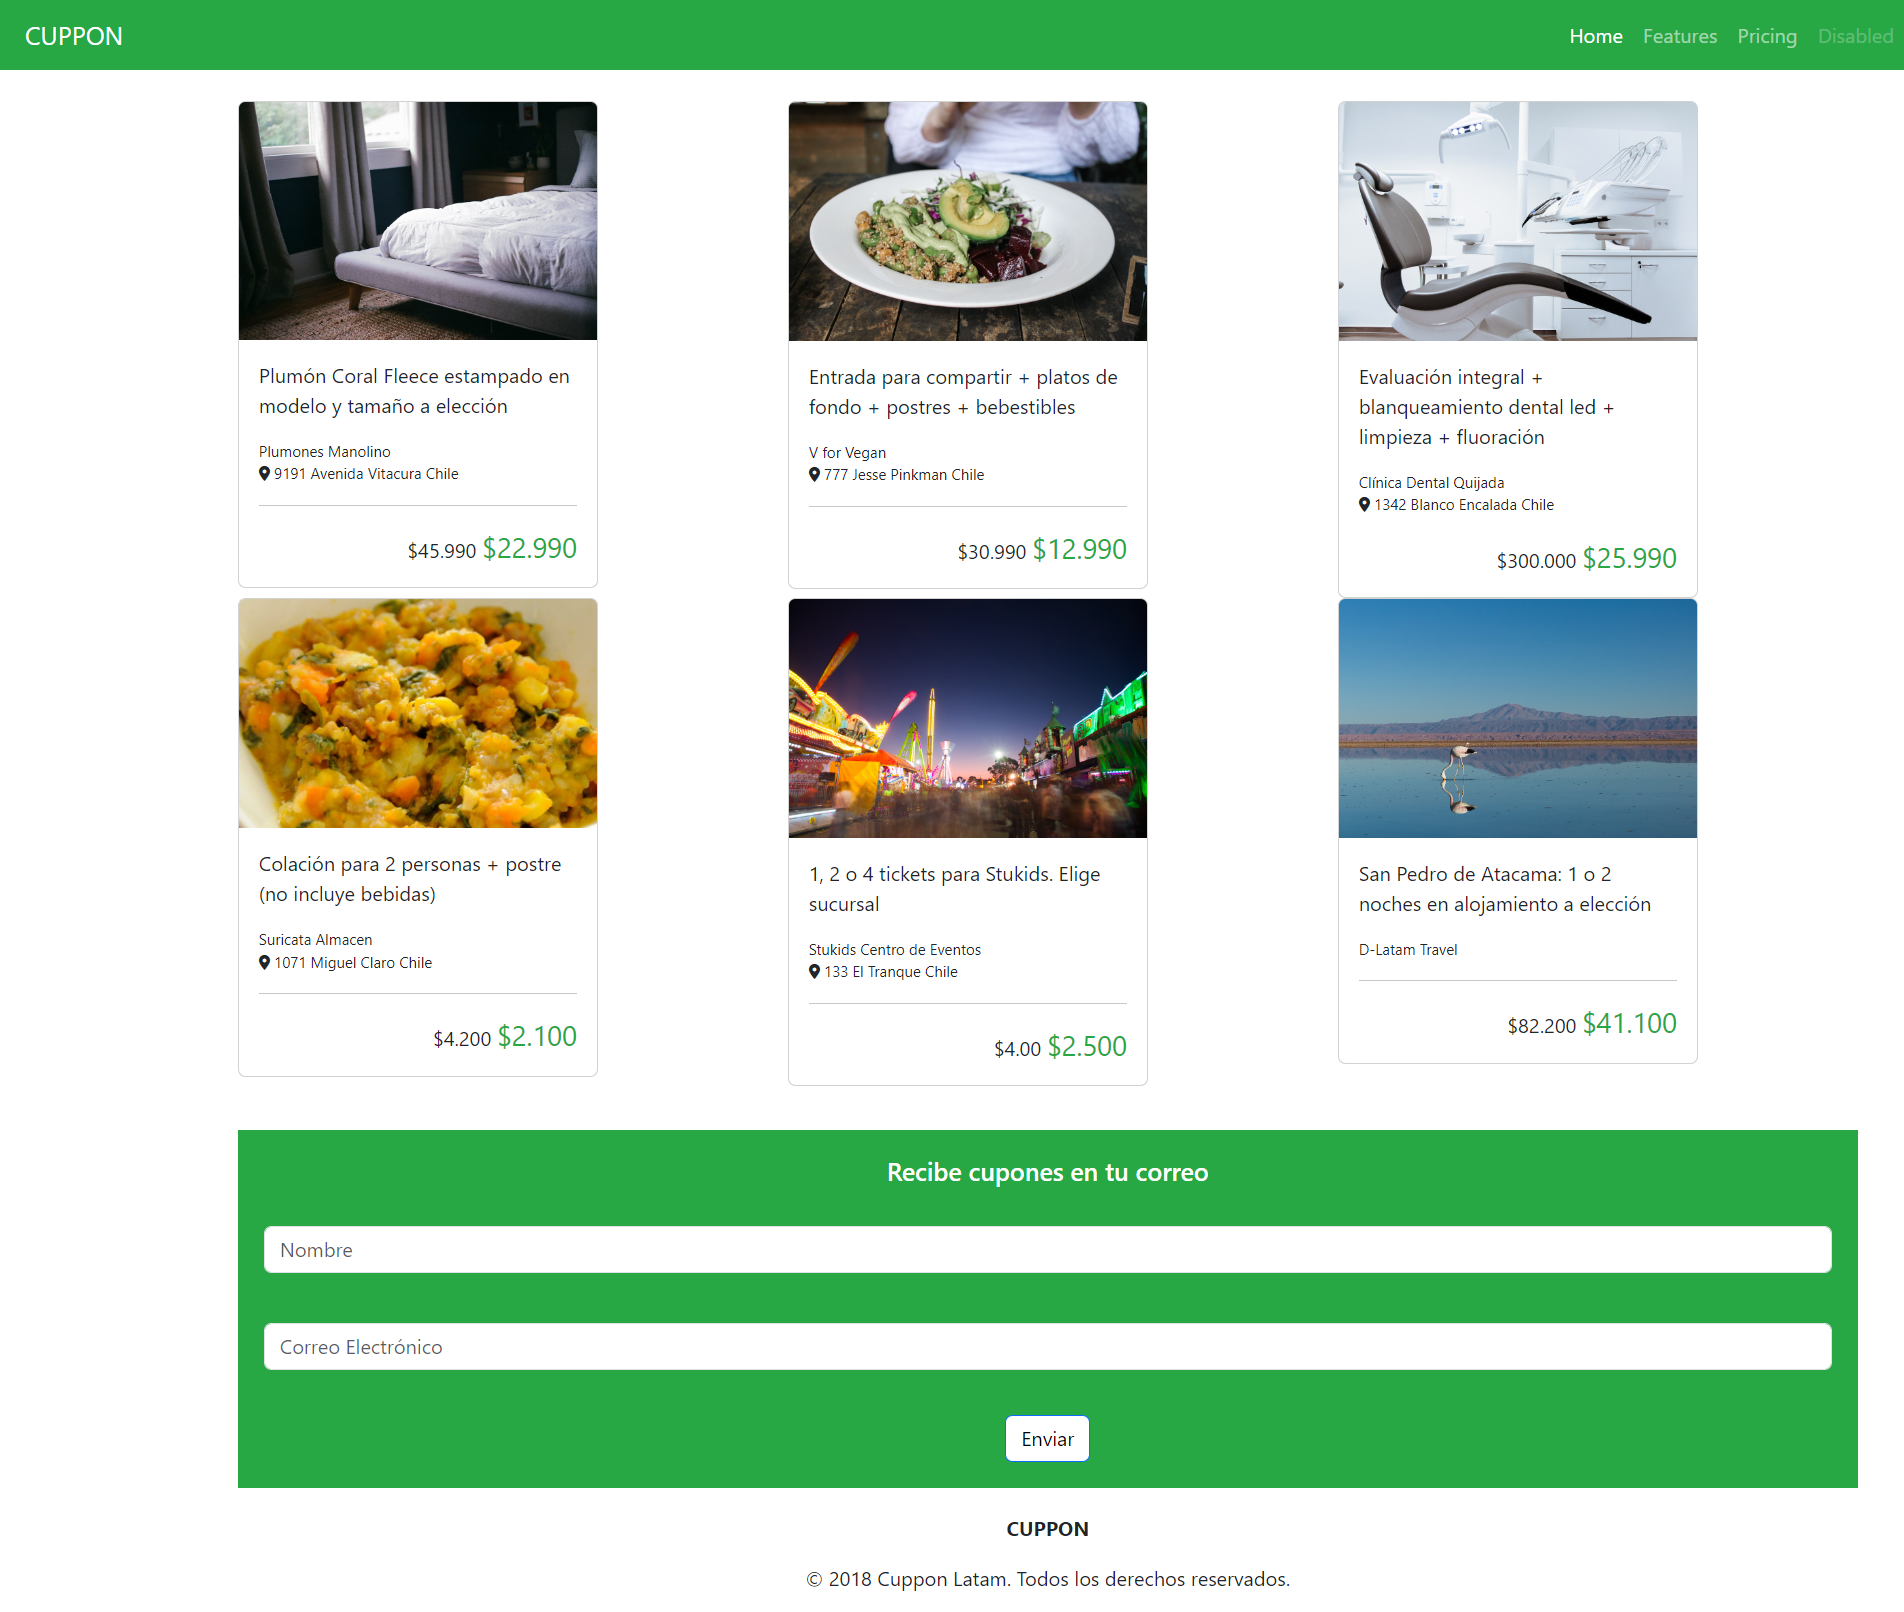 CUPPON
Home Features Pricing Disabled
Plumón Coral Fleece estampado en
modelo y tamaño a elección
Plumones Manolino
9191 Avenida Vitacura Chile
$45.990 $22.990
Entrada para compartir + platos de
fondo + postres + bebestibles
V for Vegan
777 Jesse Pinkman Chile
$30.990 $12.990
Evaluación integral +
blanqueamiento dental led +
limpieza + fluoración
Clínica Dental Quijada
1342 Blanco Encalada Chile
$300.000 $25.990
Colación para 2 personas + postre
(no incluye bebidas)
Suricata Almacen
1071 Miguel Claro Chile
$4.200 $2.100
1, 2 o 4 tickets para Stukids. Elige
sucursal
Stukids Centro de Eventos
133 El Tranque Chile
$4.00 $2.500
San Pedro de Atacama: 1 o 2
noches en alojamiento a elección
D-Latam Travel
$82.200 $41.100
Recibe cupones en tu correo
Nombre
Correo Electrónico
Enviar
CUPPON
© 2018 Cuppon Latam. Todos los derechos reservados.